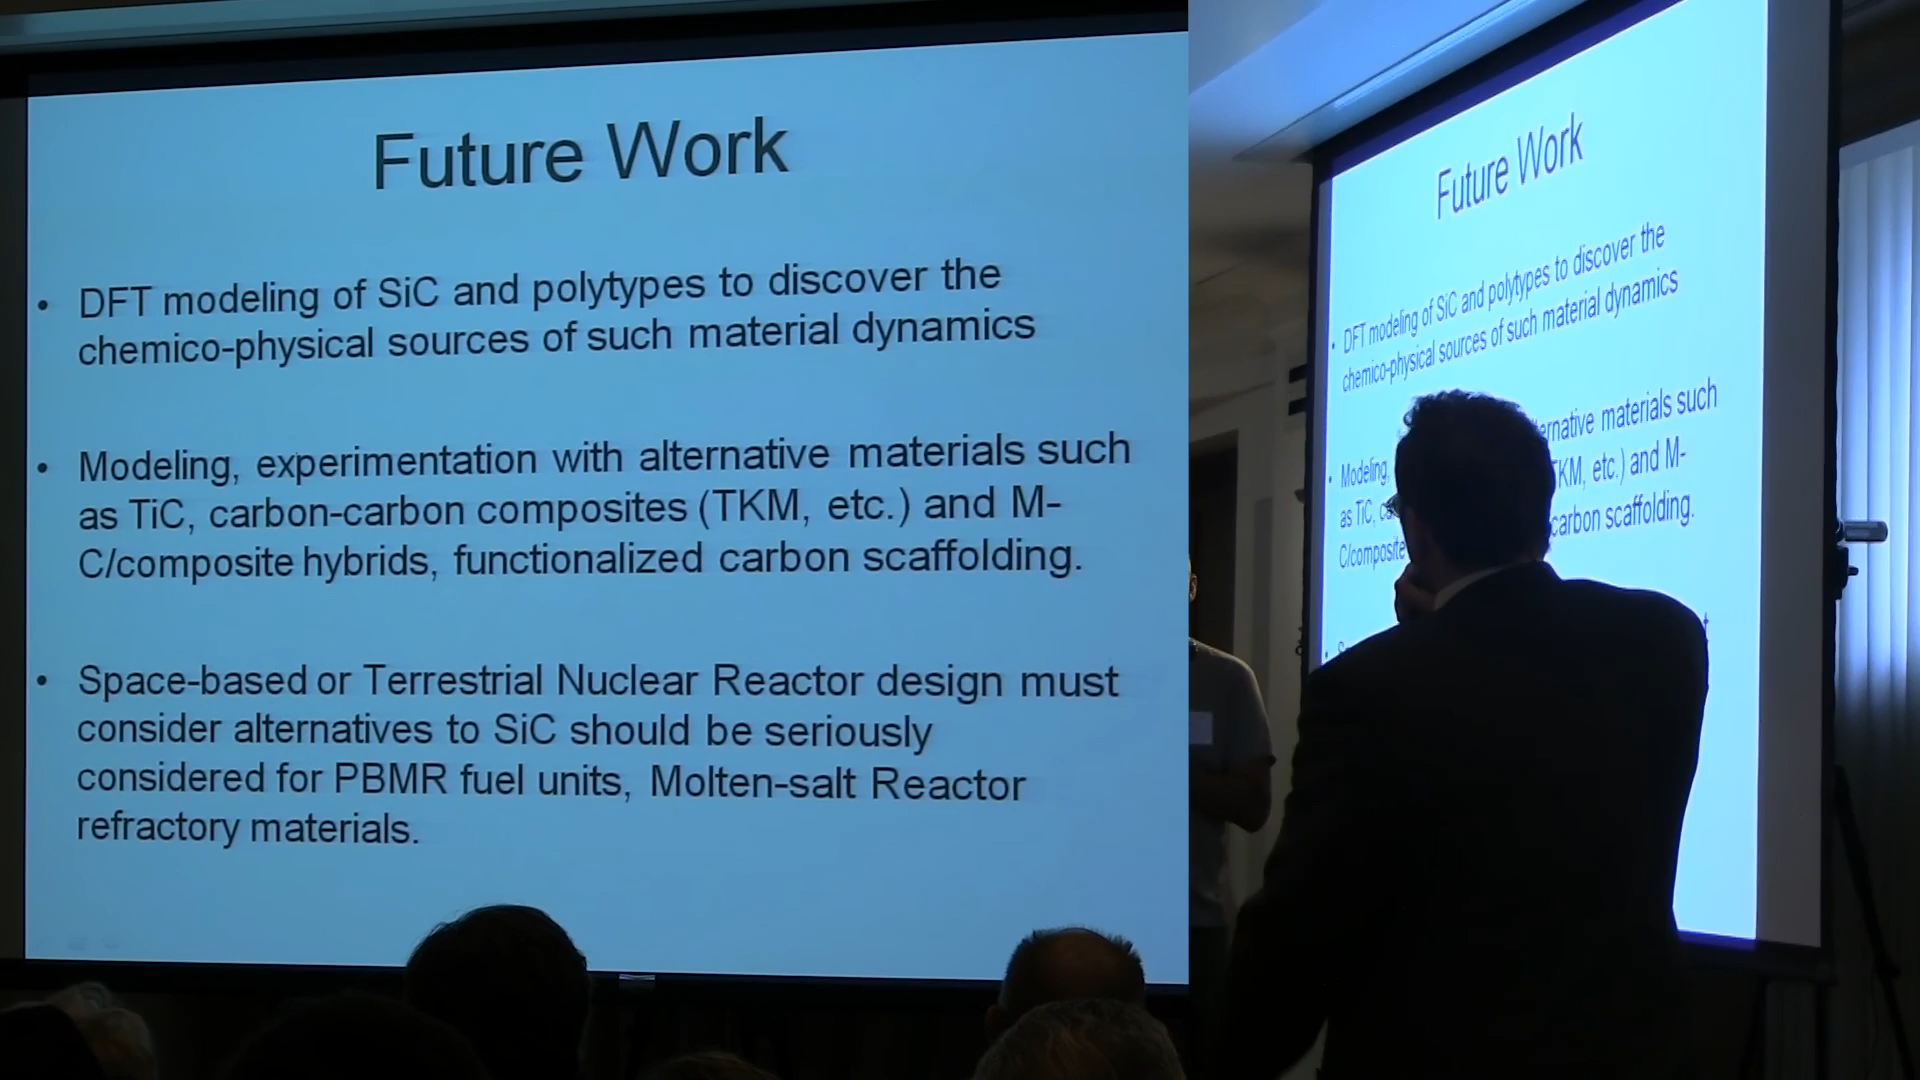 Future Work
• DFT modeling of SiC and polytypes to discover the
chemico-physical sources of such material dynamics
• Modeling, experimentation with alternative materials such
as TiC, carbon-carbon composites (TKM, etc.) and M-
C/composite hybrids, functionalized carbon scaffolding.
• Space-based or Terrestrial Nuclear Reactor design must
consider alternatives to SiC should be seriously
considered for PBMR fuel units, Molten-salt Reactor
refractory materials.
Future Work
• DFT modeling of SiC and polytypes to discover the
chemico-physical sources of such material dynamics
• Modeling, ernative materials such
as TiC, TKM, etc.) and M-
C/composite carbon scaffolding.